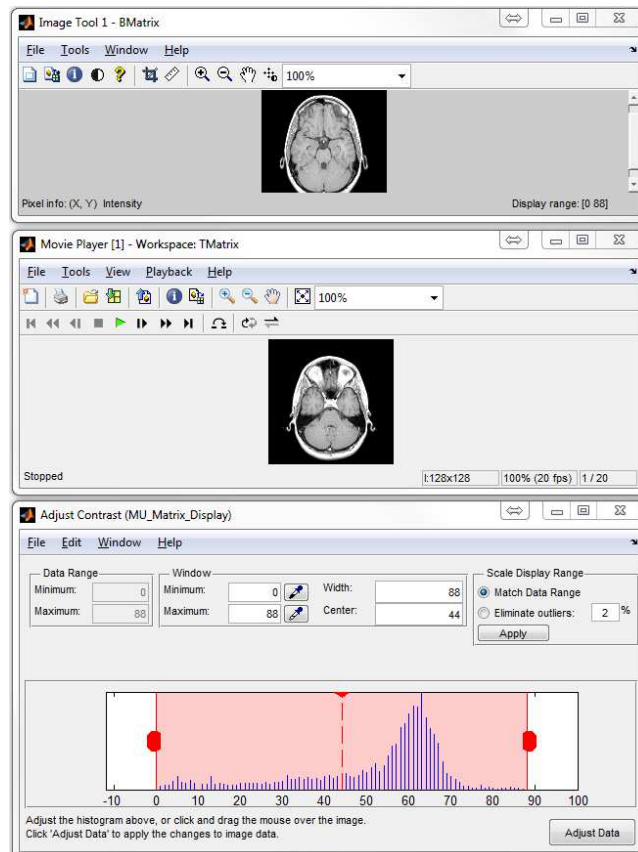 Image Tool 1 - BMatrix
File Tools Window Help
100%
Pixel info: (X, Y) Intensity
Display range: [0 88]
Movie Player [1] - Workspace: TMatrix
File Tools View Playback Help
100%
Stopped
I:128x128
100% (20 fps)
1 / 20
Adjust Contrast (MU_Matrix_Display)
File Edit Window Help
Data Range
Minimum: 0
Maximum: 88
Window
Minimum: 0
Maximum: 88
Width: 88
Center: 44
Scale Display Range
Match Data Range
Eliminate outliers: 2 %
Apply
-10 0 10 20 30 40 50 60 70 80 90 100
Adjust the histogram above, or click and drag the mouse over the image.
Click 'Adjust Data' to apply the changes to image data.
Adjust Data